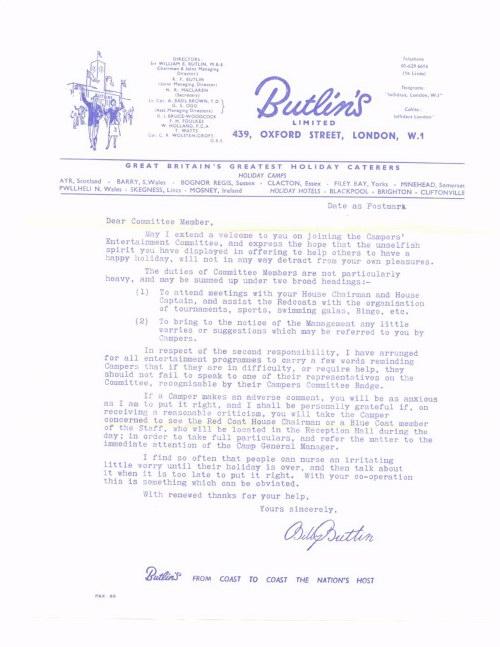 DIRECTORS:
Sir WILLIAM E. BUTLIN, M.B.E.
(Chairman & Joint Managing
Director)
R. F. BUTLIN
(Joint Managing Director)
H. R. MACLAREN
(Secretary)
Lt. Col. A. BASIL BROWN, T.D.
A. S. ODD
(Asst. Managing Directors)
F. H. FOULKES
W. HOLLAND, F.C.A.
T. WATTS
O.B.E.
Telephone
(56 Lines)
Telegrams:
Cables:
Butlin's
LIMITED
439, OXFORD STREET, LONDON, W.1
GREAT BRITAIN'S GREATEST HOLIDAY CATERERS
HOLIDAY CAMPS
AYR, Scotland - BARRY, S.Wales - BOGNOR REGIS, Sussex - CLACTON, Essex - FILEY BAY, Yorks - MINEHEAD, Somerset
PWLLHELI N. Wales - SKEGNESS, Lincs - MOSNEY, Ireland HOLIDAY HOTELS - BLACKPOOL - BRIGHTON - CLIFTONVILLE
Date as Postmark
Dear Committee Member,
May I extend a welcome to you on joining the Campers'
Entertainment Committee, and express the hope that the unselfish
spirit you have displayed in offering to help others to have a
happy holiday, will not in any way detract from your own pleasures.
The duties of Committee Members are not particularly
heavy, and may be summed up under two broad headings:-
(1) To attend meetings with your House Chairman and House
Captain, and assist the Redcoats with the organisation
of tournaments, sports, swimming galas, Bingo, etc.
(2) To bring to the notice of the Management any little
worries or suggestions which may be referred to you by
Campers.
In respect of the second responsibility, I have arranged
for all entertainment programmes to carry a few words reminding
Campers that if they are in difficulty, or require help, they
should not fail to speak to one of their representatives on the
Committee, recognisable by their Campers Committee Badge.
If a Camper makes an adverse comment, you will be as anxious
as I am to put it right, and I shall be personally grateful if, on
receiving a reasonable criticism, you will take the Camper
concerned to see the Red Coat House Chairman or a Blue Coat member
of the Staff, who will be located in the Reception Hall during the
day; in order to take full particulars, and refer the matter to the
immediate attention of the Camp General Manager.
I find so often that people can nurse an irritating
little worry until their holiday is over, and then talk about
it when it is too late to put it right. With your co-operation
this is something which can be obviated.
With renewed thanks for your help,
Yours sincerely,
Billy Butlin
Butlin's FROM COAST TO COAST THE NATION'S HOST